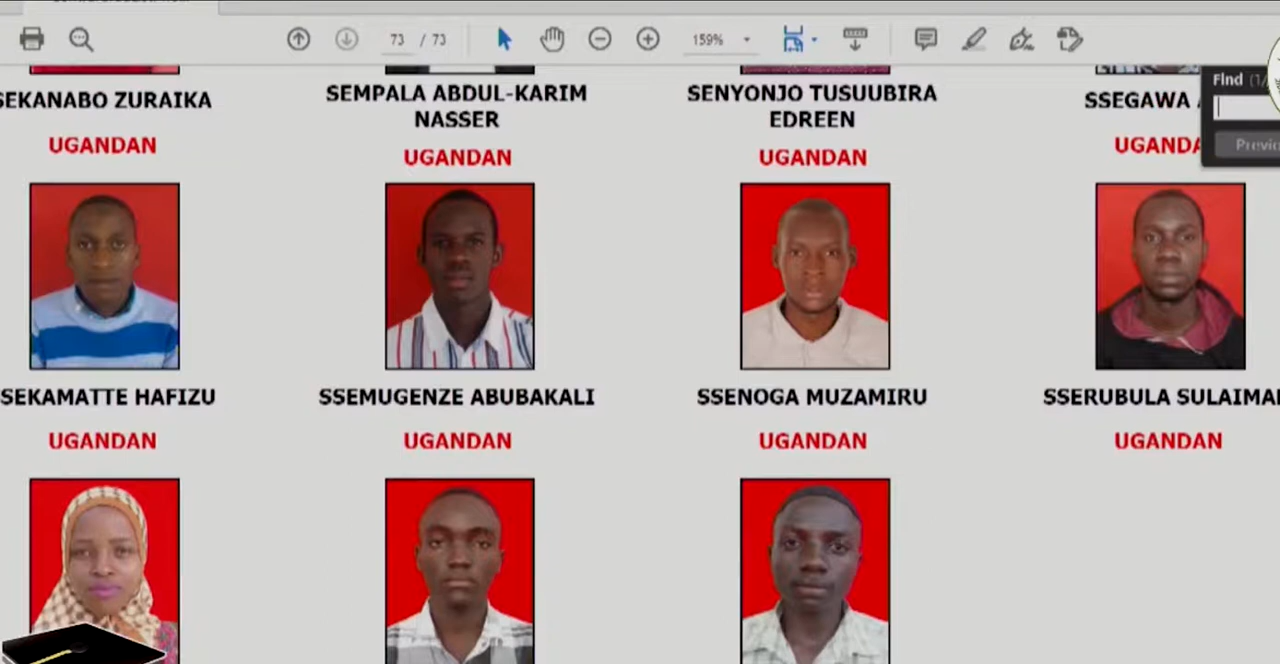 73 / 73
159%
Find
SEKANABO ZURAIKA
UGANDAN
SEMPALA ABDUL-KARIM
NASSER
UGANDAN
SENYONJO TUSUUBIRA
EDREEN
UGANDAN
SSEGAWA
SEKAMATTE HAFIZU
UGANDAN
SSEMUGENZE ABUBAKALI
UGANDAN
SSENOGA MUZAMIRU
UGANDAN
SSERUBULA
UGANDAN